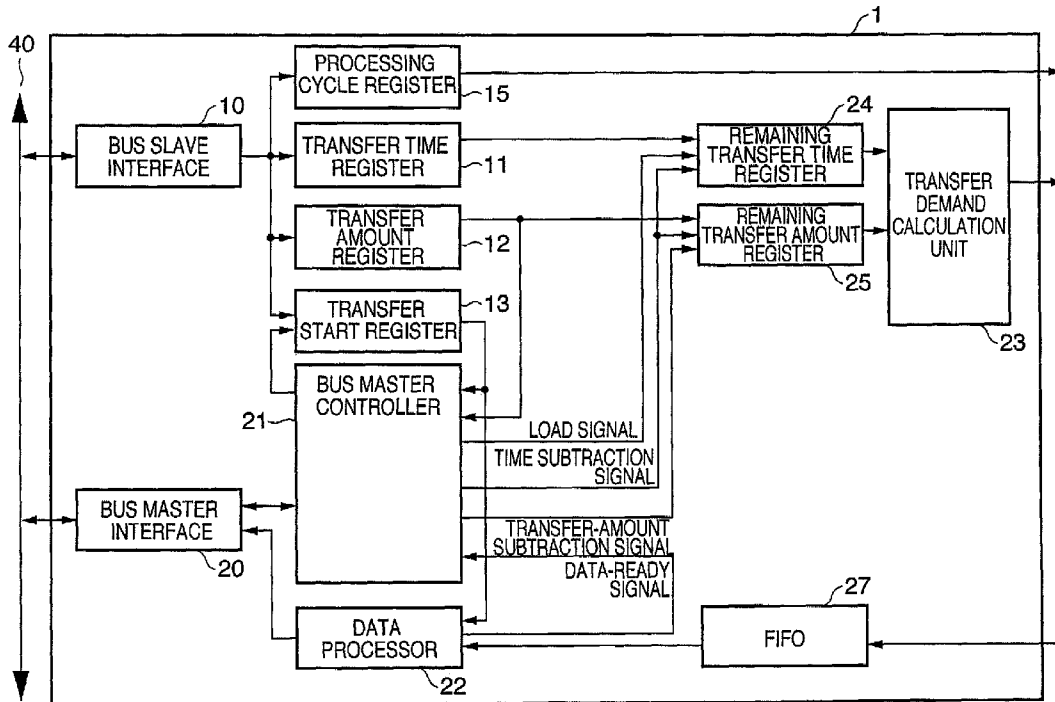 1
40
PROCESSING
CYCLE REGISTER
15
10
BUS SLAVE
INTERFACE
TRANSFER TIME
REGISTER
11
24
REMAINING
TRANSFER TIME
REGISTER
TRANSFER
DEMAND
CALCULATION
UNIT
23
TRANSFER
AMOUNT
REGISTER
12
REMAINING
TRANSFER AMOUNT
REGISTER
25
TRANSFER
START REGISTER
13
BUS MASTER
CONTROLLER
21
LOAD SIGNAL
TIME SUBTRACTION
SIGNAL
TRANSFER-AMOUNT
SUBTRACTION SIGNAL
DATA-READY
SIGNAL
BUS MASTER
INTERFACE
20
DATA
PROCESSOR
22
27
FIFO